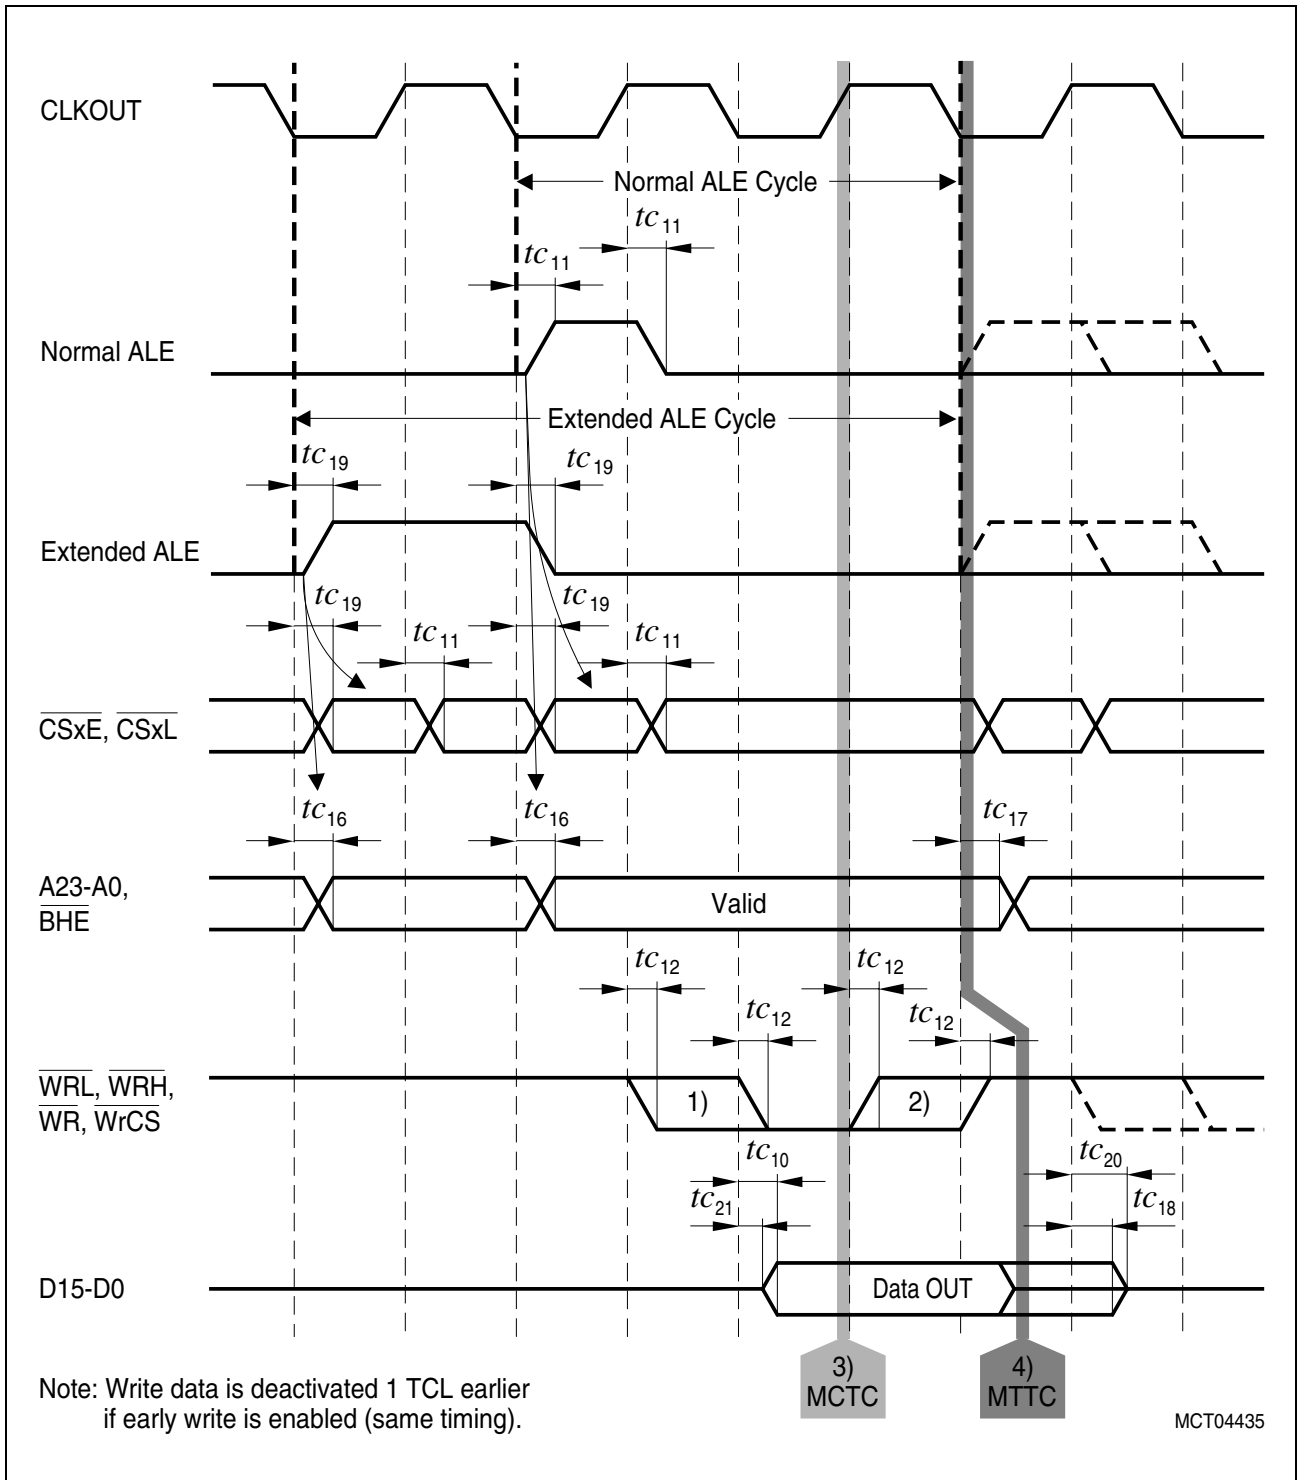 CLKOUT
Normal ALE Cycle
tc11
tc11
Normal ALE
Extended ALE Cycle
tc19
tc19
Extended ALE
tc19
tc19
tc11
tc11
CSxE, CSxL
tc16
tc16
tc17
A23-A0,
BHE
Valid
tc12
tc12
tc12
tc12
WRL, WRH,
WR, WrCS
1)
2)
tc10
tc20
tc21
tc18
D15-D0
Data OUT
3)
MCTC
4)
MTTC
Note: Write data is deactivated 1 TCL earlier
if early write is enabled (same timing).
MCT04435